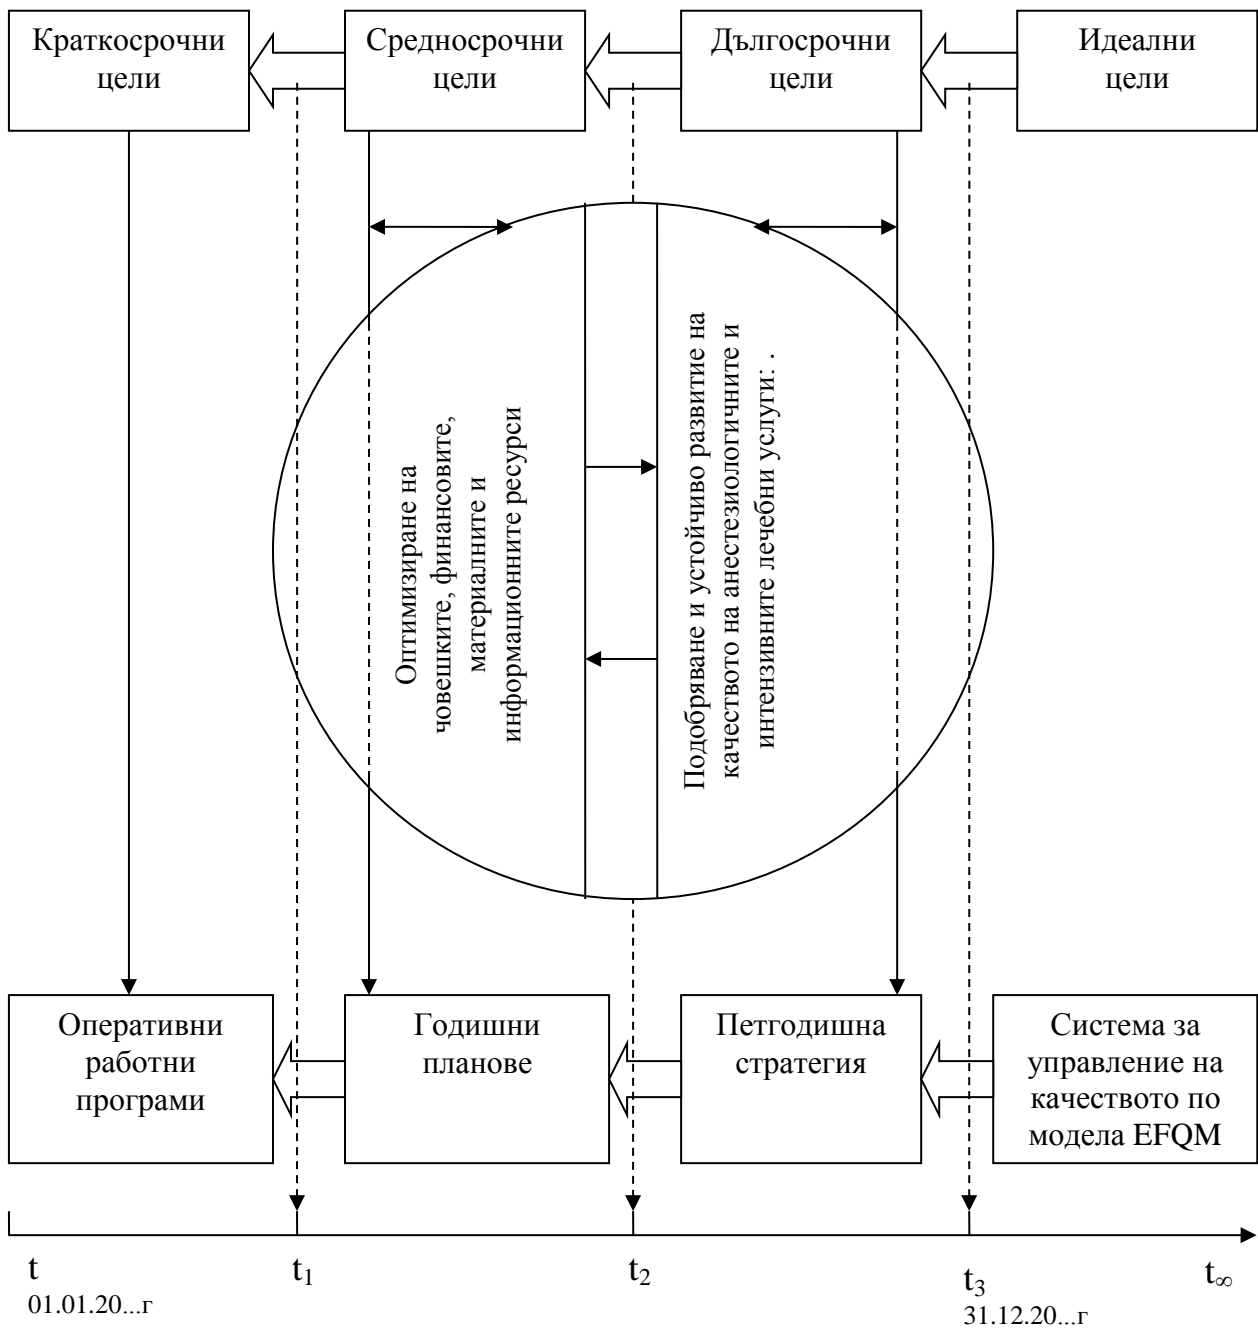 Краткосрочни
цели
Средносрочни
цели
Дългосрочни
цели
Идеални
цели
Оптимизиране на
човешките, финансовите,
материалните и
информационните ресурси
Подобряване и устойчиво развитие на
качеството на анестезиологичните и
интензивните лечебни услуги: .
Оперативни
работни
програми
Годишни
планове
Петгодишна
стратегия
Система за
управление на
качеството по
модела EFQM
t
01.01.20...г
t₁
t₂
t₃
31.12.20...г
t∞